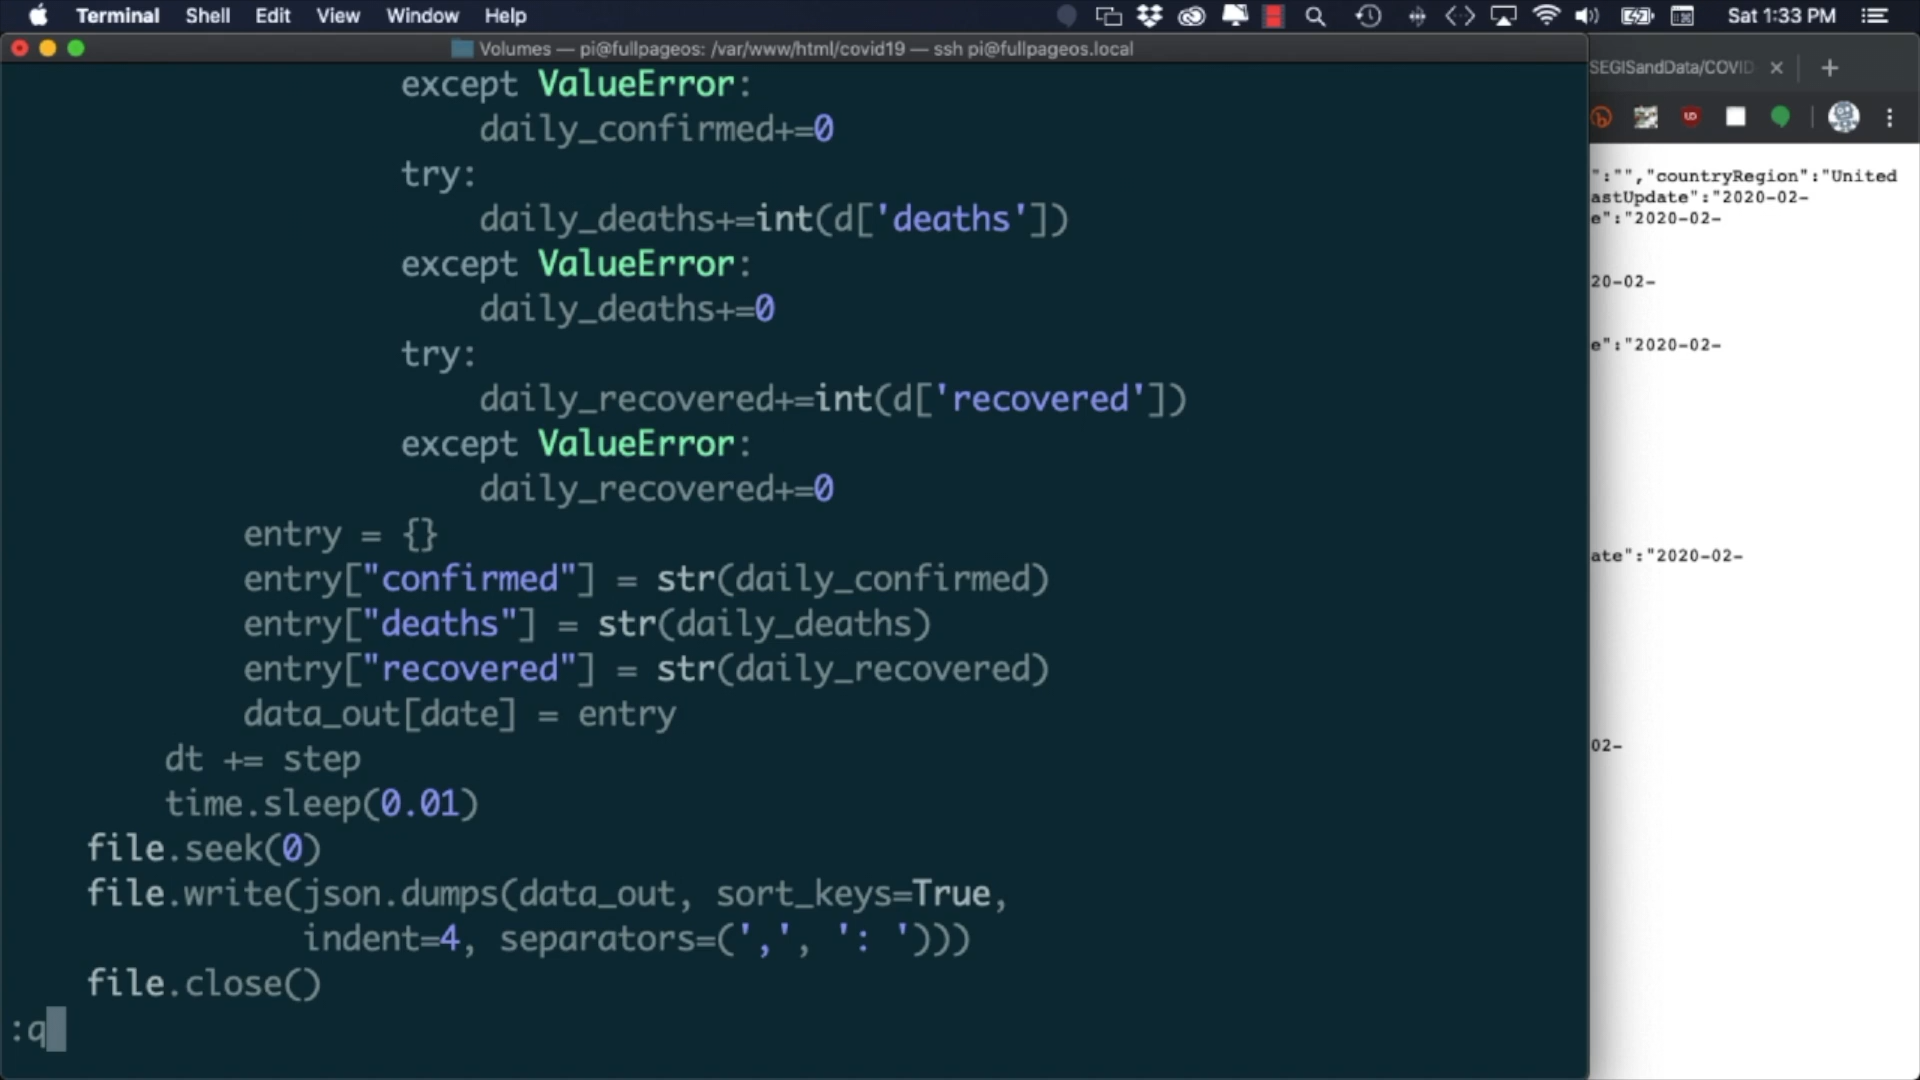 Terminal Shell Edit View Window Help Sat 1:33 PM
Volumes — pi@fullpageos: /var/www/html/covid19 — ssh pi@fullpageos.local
except ValueError:
daily_confirmed+=0
try:
daily_deaths+=int(d['deaths'])
except ValueError:
daily_deaths+=0
try:
daily_recovered+=int(d['recovered'])
except ValueError:
daily_recovered+=0
entry = {}
entry["confirmed"] = str(daily_confirmed)
entry["deaths"] = str(daily_deaths)
entry["recovered"] = str(daily_recovered)
data_out[date] = entry
dt += step
time.sleep(0.01)
file.seek(0)
file.write(json.dumps(data_out, sort_keys=True,
indent=4, separators=(',', ': ')))
file.close()
:q
SEGISandData/COVID
":"","countryRegion":"United
astUpdate":"2020-02-
e":"2020-02-
20-02-
e":"2020-02-
ate":"2020-02-
02-